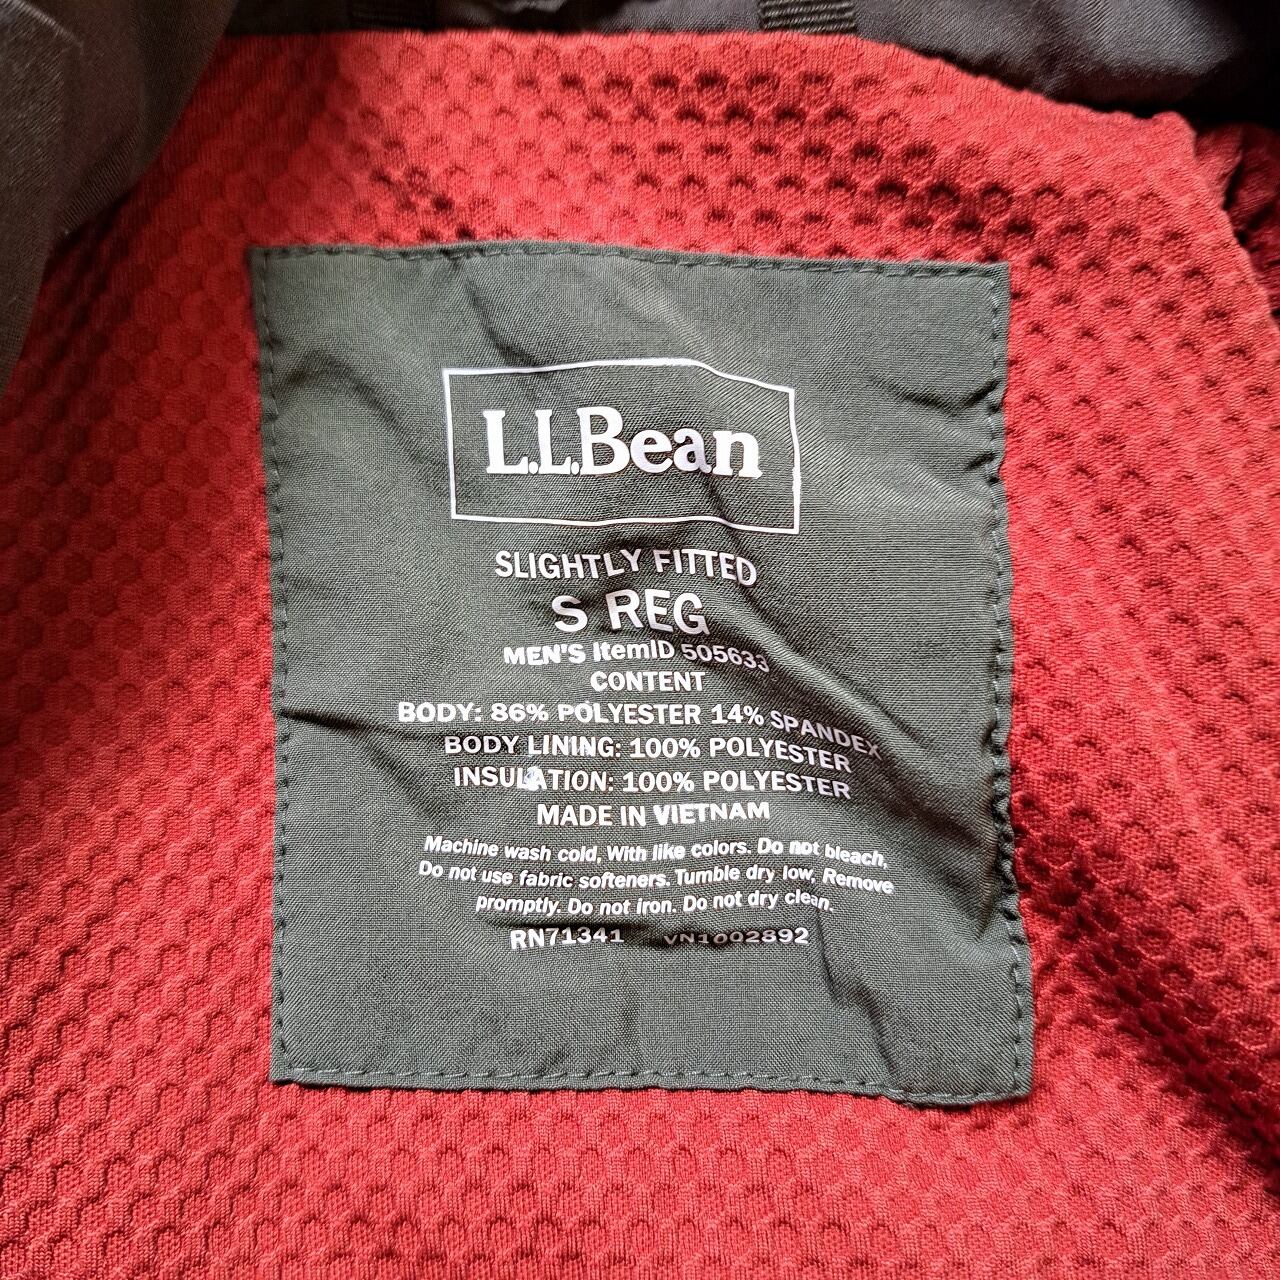 L.L.Bean
SLIGHTLY FITTED
S REG
MEN'S ItemID 505633
CONTENT
BODY: 86% POLYESTER 14% SPANDEX
BODY LINING: 100% POLYESTER
INSULATION: 100% POLYESTER
MADE IN VIETNAM
Machine wash cold, With like colors. Do not bleach,
Do not use fabric softeners. Tumble dry low, Remove
promptly. Do not iron. Do not dry clean.
RN71341 VN1002892